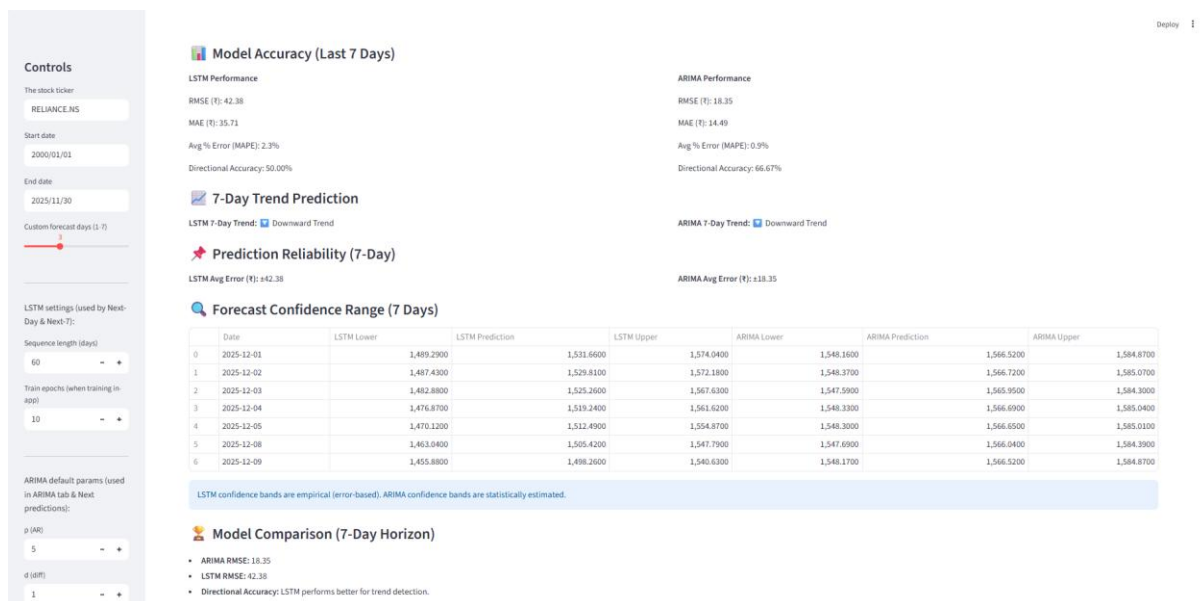 Deploy
Controls
The stock ticker
RELIANCE.NS
Start date
2000/01/01
End date
2025/11/30
Custom forecast days (1-7)
3
LSTM settings (used by Next-
Day & Next-7):
Sequence length (days)
60 - +
Train epochs (when training in-
app)
10 - +
ARIMA default params (used
in ARIMA tab & Next
predictions):
p (AR)
5 - +
d (diff)
1 - +
Model Accuracy (Last 7 Days)
LSTM Performance
RMSE (₹): 42.38
MAE (₹): 35.71
Avg % Error (MAPE): 2.3%
Directional Accuracy: 50.00%
ARIMA Performance
RMSE (₹): 18.35
MAE (₹): 14.49
Avg % Error (MAPE): 0.9%
Directional Accuracy: 66.67%
7-Day Trend Prediction
LSTM 7-Day Trend: 🔽 Downward Trend
ARIMA 7-Day Trend: 🔽 Downward Trend
Prediction Reliability (7-Day)
LSTM Avg Error (₹): ±42.38
ARIMA Avg Error (₹): ±18.35
Forecast Confidence Range (7 Days)
Date LSTM Lower LSTM Prediction LSTM Upper ARIMA Lower ARIMA Prediction ARIMA Upper
0 2025-12-01 1,489.2900 1,531.6600 1,574.0400 1,548.1600 1,566.5200 1,584.8700
1 2025-12-02 1,487.4300 1,529.8100 1,572.1800 1,548.3700 1,566.7200 1,585.0700
2 2025-12-03 1,482.8800 1,525.2600 1,567.6300 1,547.5900 1,565.9500 1,584.3000
3 2025-12-04 1,476.8700 1,519.2400 1,561.6200 1,548.3300 1,566.6900 1,585.0400
4 2025-12-05 1,470.1200 1,512.4900 1,554.8700 1,548.3000 1,566.6500 1,585.0100
5 2025-12-08 1,463.0400 1,505.4200 1,547.7900 1,547.6900 1,566.0400 1,584.3900
6 2025-12-09 1,455.8800 1,498.2600 1,540.6300 1,548.1700 1,566.5200 1,584.8700
LSTM confidence bands are empirical (error-based). ARIMA confidence bands are statistically estimated.
Model Comparison (7-Day Horizon)
• ARIMA RMSE: 18.35
• LSTM RMSE: 42.38
• Directional Accuracy: LSTM performs better for trend detection.